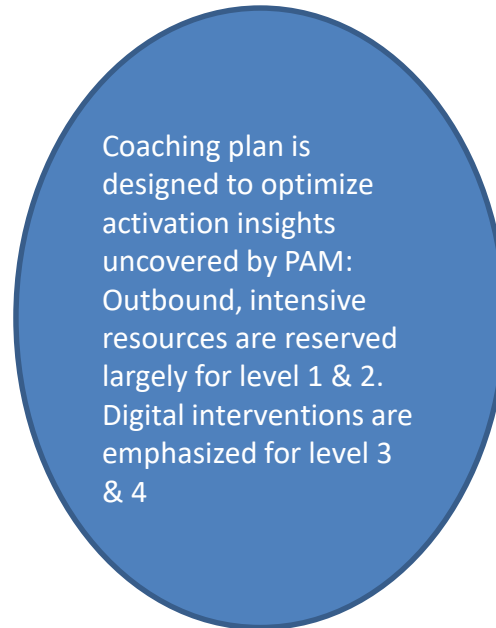 Coaching plan is
designed to optimize
activation insights
uncovered by PAM:
Outbound, intensive
resources are reserved
largely for level 1 & 2.
Digital interventions are
emphasized for level 3
& 4